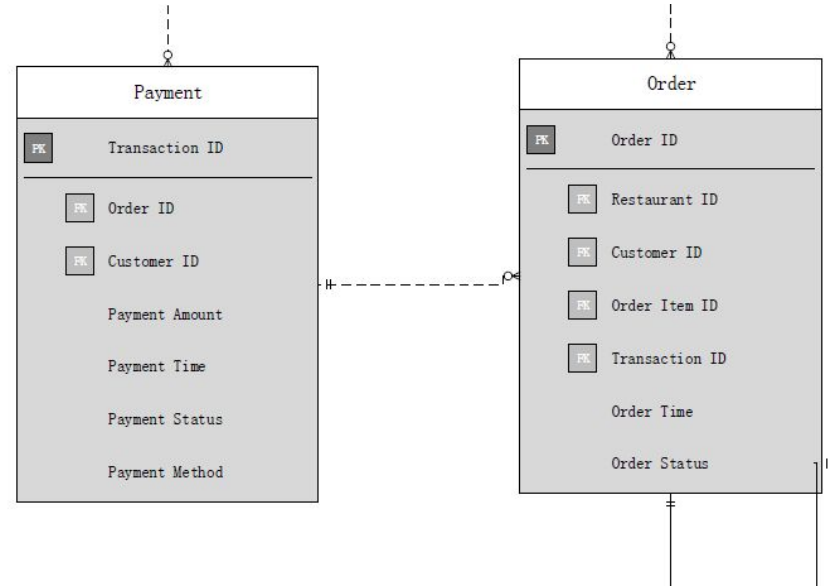 Payment
PK Transaction ID
FK Order ID
FK Customer ID
Payment Amount
Payment Time
Payment Status
Payment Method
Order
PK Order ID
FK Restaurant ID
FK Customer ID
FK Order Item ID
FK Transaction ID
Order Time
Order Status